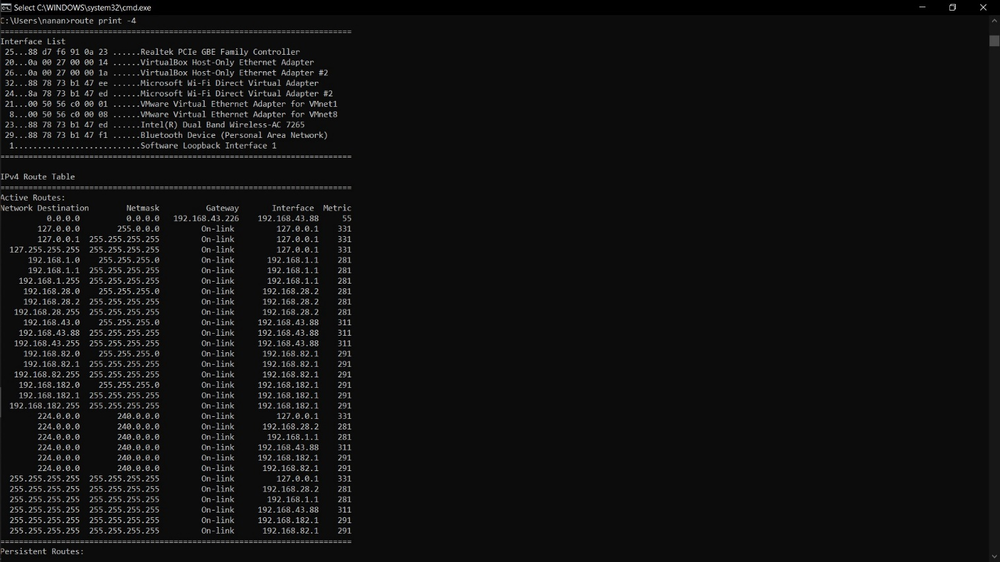 Select C:\WINDOWS\system32\cmd.exe
C:\Users\nanan>route print -4
===========================================================================
Interface List
 25...88 d7 f6 91 0a 23 ......Realtek PCIe GBE Family Controller
 20...0a 00 27 00 00 14 ......VirtualBox Host-Only Ethernet Adapter
 26...0a 00 27 00 00 1a ......VirtualBox Host-Only Ethernet Adapter #2
 32...88 78 73 b1 47 ee ......Microsoft Wi-Fi Direct Virtual Adapter
 24...8a 78 73 b1 47 ed ......Microsoft Wi-Fi Direct Virtual Adapter #2
 21...00 50 56 c0 00 01 ......VMware Virtual Ethernet Adapter for VMnet1
  8...00 50 56 c0 00 08 ......VMware Virtual Ethernet Adapter for VMnet8
 23...88 78 73 b1 47 ed ......Intel(R) Dual Band Wireless-AC 7265
 29...88 78 73 b1 47 f1 ......Bluetooth Device (Personal Area Network)
  1...........................Software Loopback Interface 1
===========================================================================
IPv4 Route Table
===========================================================================
Active Routes:
Network Destination        Netmask          Gateway       Interface  Metric
          0.0.0.0          0.0.0.0   192.168.43.226    192.168.43.88     55
        127.0.0.0        255.0.0.0         On-link         127.0.0.1    331
        127.0.0.1  255.255.255.255         On-link         127.0.0.1    331
  127.255.255.255  255.255.255.255         On-link         127.0.0.1    331
      192.168.1.0    255.255.255.0         On-link       192.168.1.1    281
      192.168.1.1  255.255.255.255         On-link       192.168.1.1    281
    192.168.1.255  255.255.255.255         On-link       192.168.1.1    281
     192.168.28.0    255.255.255.0         On-link      192.168.28.2    281
     192.168.28.2  255.255.255.255         On-link      192.168.28.2    281
   192.168.28.255  255.255.255.255         On-link      192.168.28.2    281
     192.168.43.0    255.255.255.0         On-link     192.168.43.88    311
    192.168.43.88  255.255.255.255         On-link     192.168.43.88    311
   192.168.43.255  255.255.255.255         On-link     192.168.43.88    311
     192.168.82.0    255.255.255.0         On-link      192.168.82.1    291
     192.168.82.1  255.255.255.255         On-link      192.168.82.1    291
   192.168.82.255  255.255.255.255         On-link      192.168.82.1    291
    192.168.182.0    255.255.255.0         On-link     192.168.182.1    291
    192.168.182.1  255.255.255.255         On-link     192.168.182.1    291
  192.168.182.255  255.255.255.255         On-link     192.168.182.1    291
        224.0.0.0        240.0.0.0         On-link         127.0.0.1    331
        224.0.0.0        240.0.0.0         On-link      192.168.28.2    281
        224.0.0.0        240.0.0.0         On-link       192.168.1.1    281
        224.0.0.0        240.0.0.0         On-link     192.168.43.88    311
        224.0.0.0        240.0.0.0         On-link     192.168.182.1    291
        224.0.0.0        240.0.0.0         On-link      192.168.82.1    291
  255.255.255.255  255.255.255.255         On-link         127.0.0.1    331
  255.255.255.255  255.255.255.255         On-link      192.168.28.2    281
  255.255.255.255  255.255.255.255         On-link       192.168.1.1    281
  255.255.255.255  255.255.255.255         On-link     192.168.43.88    311
  255.255.255.255  255.255.255.255         On-link     192.168.182.1    291
  255.255.255.255  255.255.255.255         On-link      192.168.82.1    291
===========================================================================
Persistent Routes: